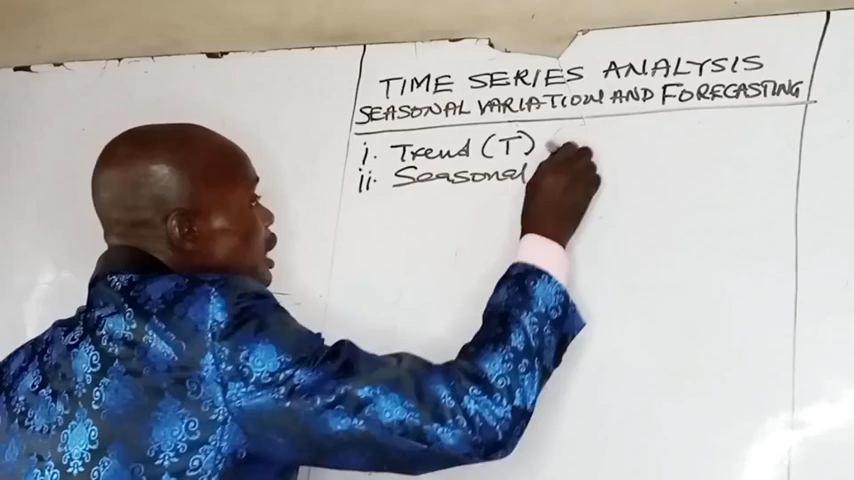 TIME SERIES ANALYSIS
SEASONAL VARIATION AND FORECASTING
i. Trend (T)
ii. Seasonal